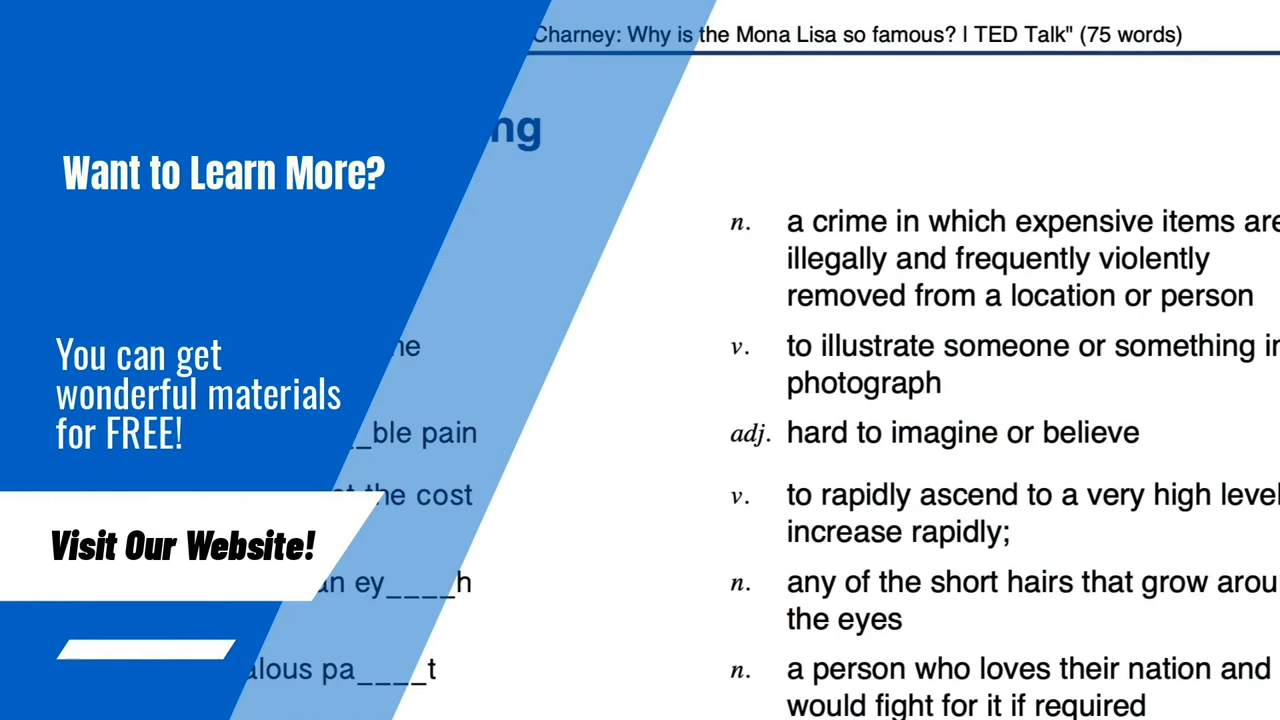 Charney: Why is the Mona Lisa so famous? | TED Talk" (75 words)
ng
Want to Learn More?
You can get
wonderful materials
for FREE!
Visit Our Website!
n. a crime in which expensive items are
illegally and frequently violently
removed from a location or person
he
v. to illustrate someone or something in
photograph
_ble pain
adj. hard to imagine or believe
the cost
v. to rapidly ascend to a very high level
increase rapidly;
an ey____h
n. any of the short hairs that grow arou
the eyes
alous pa____t
n. a person who loves their nation and
would fight for it if required